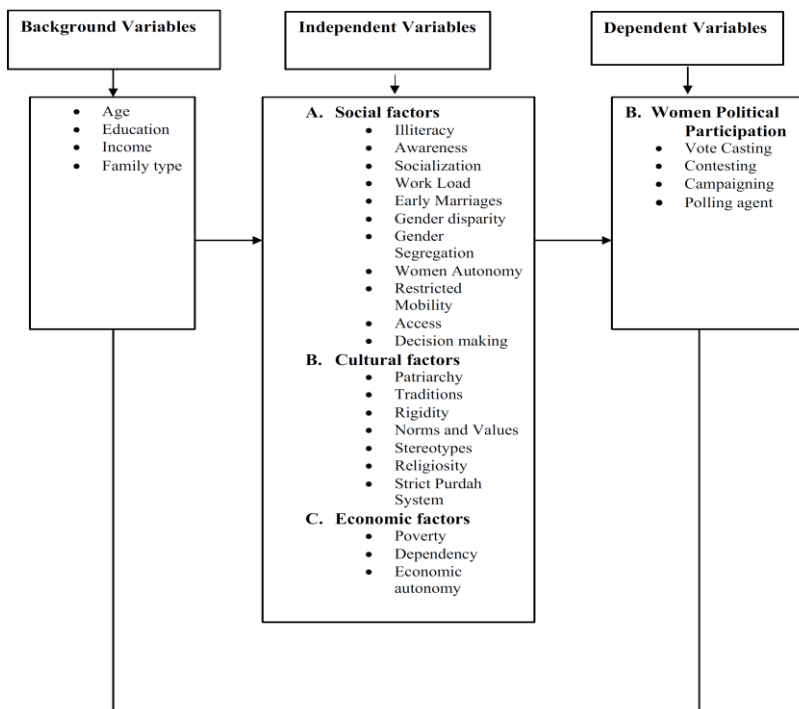 Background Variables
Independent Variables
Dependent Variables
• Age
• Education
• Income
• Family type
A. Social factors
• Illiteracy
• Awareness
• Socialization
• Work Load
• Early Marriages
• Gender disparity
• Gender
Segregation
• Women Autonomy
• Restricted
Mobility
• Access
• Decision making
B. Cultural factors
• Patriarchy
• Traditions
• Rigidity
• Norms and Values
• Stereotypes
• Religiosity
• Strict Purdah
System
C. Economic factors
• Poverty
• Dependency
• Economic
autonomy
B. Women Political
Participation
• Vote Casting
• Contesting
• Campaigning
• Polling agent